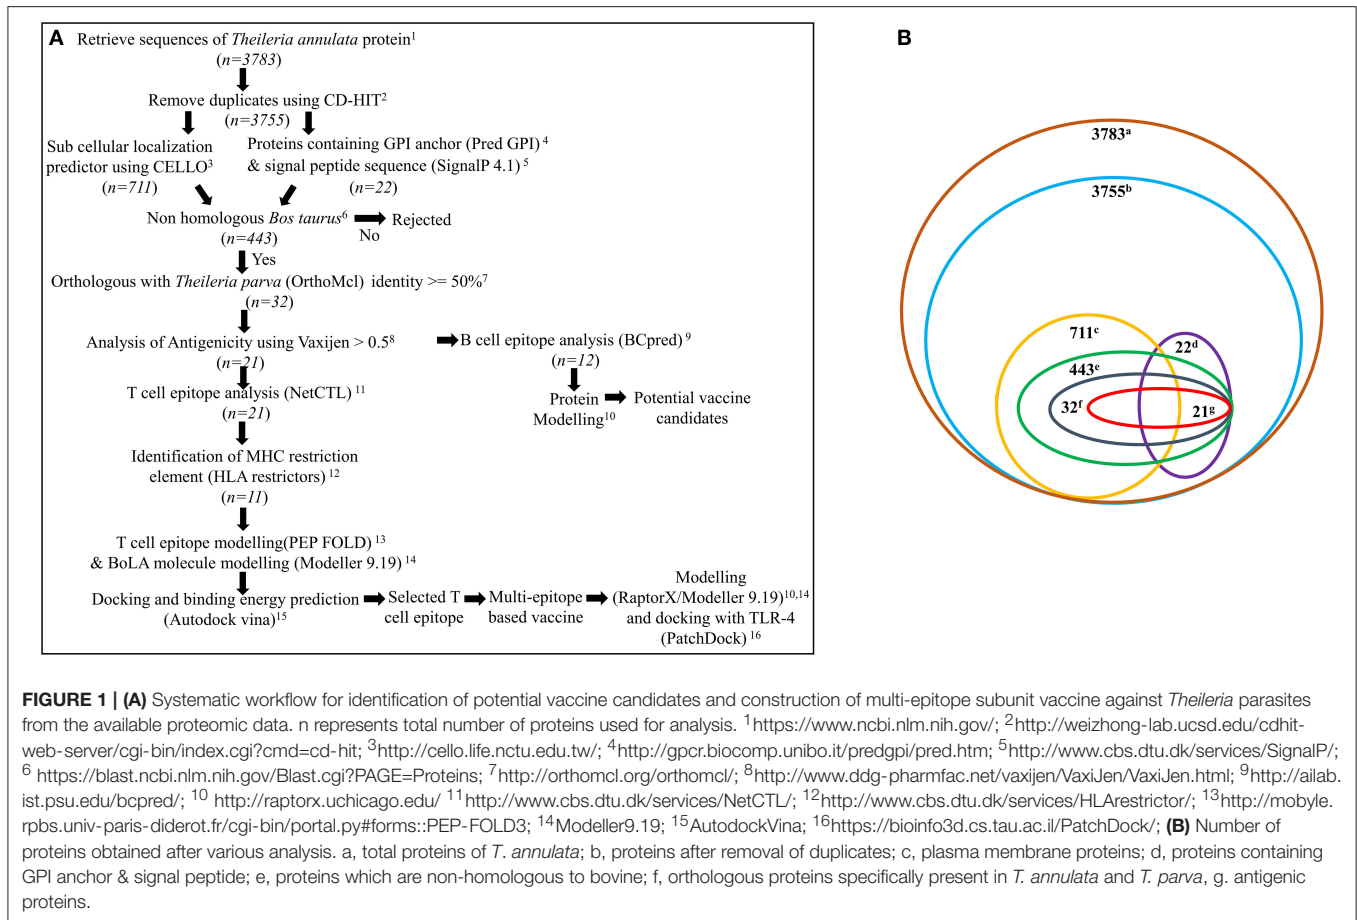 A Retrieve sequences of Theileria annulata protein1
(n=3783)
Remove duplicates using CD-HIT2
(n=3755)
Sub cellular localization
predictor using CELLO3
(n=711)
Proteins containing GPI anchor (Pred GPI) 4
& signal peptide sequence (SignalP 4.1) 5
(n=22)
Non homologous Bos taurus6
(n=443)
No
Rejected
Yes
Orthologous with Theileria parva (OrthoMcl) identity >= 50%7
(n=32)
Analysis of Antigenicity using Vaxijen > 0.58
(n=21)
B cell epitope analysis (BCpred) 9
(n=12)
Protein
Modelling10
Potential vaccine
candidates
T cell epitope analysis (NetCTL) 11
(n=21)
Identification of MHC restriction
element (HLA restrictors) 12
(n=11)
T cell epitope modelling(PEP FOLD) 13
& BoLA molecule modelling (Modeller 9.19) 14
Docking and binding energy prediction
(Autodock vina)15
Selected T
cell epitope
Multi-epitope
based vaccine
Modelling
(RaptorX/Modeller 9.19)10,14
and docking with TLR-4
(PatchDock) 16
B
3783a
3755b
711c
22d
443e
32f
21g
FIGURE 1 | (A) Systematic workflow for identification of potential vaccine candidates and construction of multi-epitope subunit vaccine against Theileria parasites
from the available proteomic data. n represents total number of proteins used for analysis. 1https://www.ncbi.nlm.nih.gov/; 2http://weizhong-lab.ucsd.edu/cdhit-
web-server/cgi-bin/index.cgi?cmd=cd-hit; 3http://cello.life.nctu.edu.tw/; 4http://gpcr.biocomp.unibo.it/predgpi/pred.htm; 5http://www.cbs.dtu.dk/services/SignalP/;
6 https://blast.ncbi.nlm.nih.gov/Blast.cgi?PAGE=Proteins; 7http://orthomcl.org/orthomcl/; 8http://www.ddg-pharmfac.net/vaxijen/VaxiJen/VaxiJen.html; 9http://ailab.
ist.psu.edu/bcpred/; 10 http://raptorx.uchicago.edu/ 11http://www.cbs.dtu.dk/services/NetCTL/; 12http://www.cbs.dtu.dk/services/HLArestrictor/; 13http://mobyle.
rpbs.univ-paris-diderot.fr/cgi-bin/portal.py#forms::PEP-FOLD3; 14Modeller9.19; 15AutodockVina; 16https://bioinfo3d.cs.tau.ac.il/PatchDock/; (B) Number of
proteins obtained after various analysis. a, total proteins of T. annulata; b, proteins after removal of duplicates; c, plasma membrane proteins; d, proteins containing
GPI anchor & signal peptide; e, proteins which are non-homologous to bovine; f, orthologous proteins specifically present in T. annulata and T. parva, g. antigenic
proteins.